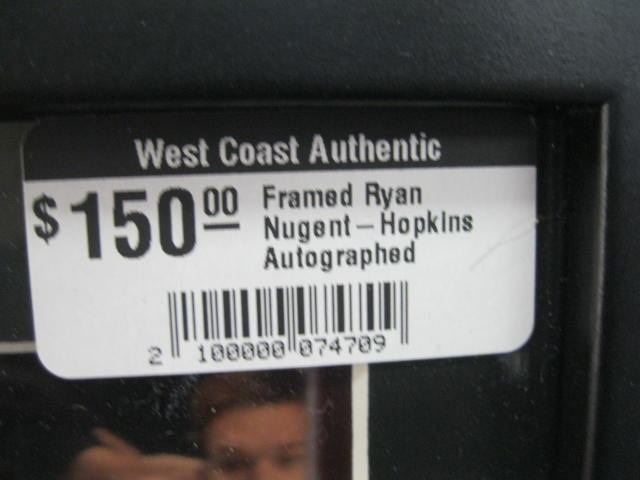 West Coast Authentic
$150.00 Framed Ryan
Nugent-Hopkins
Autographed
2 100000 074709